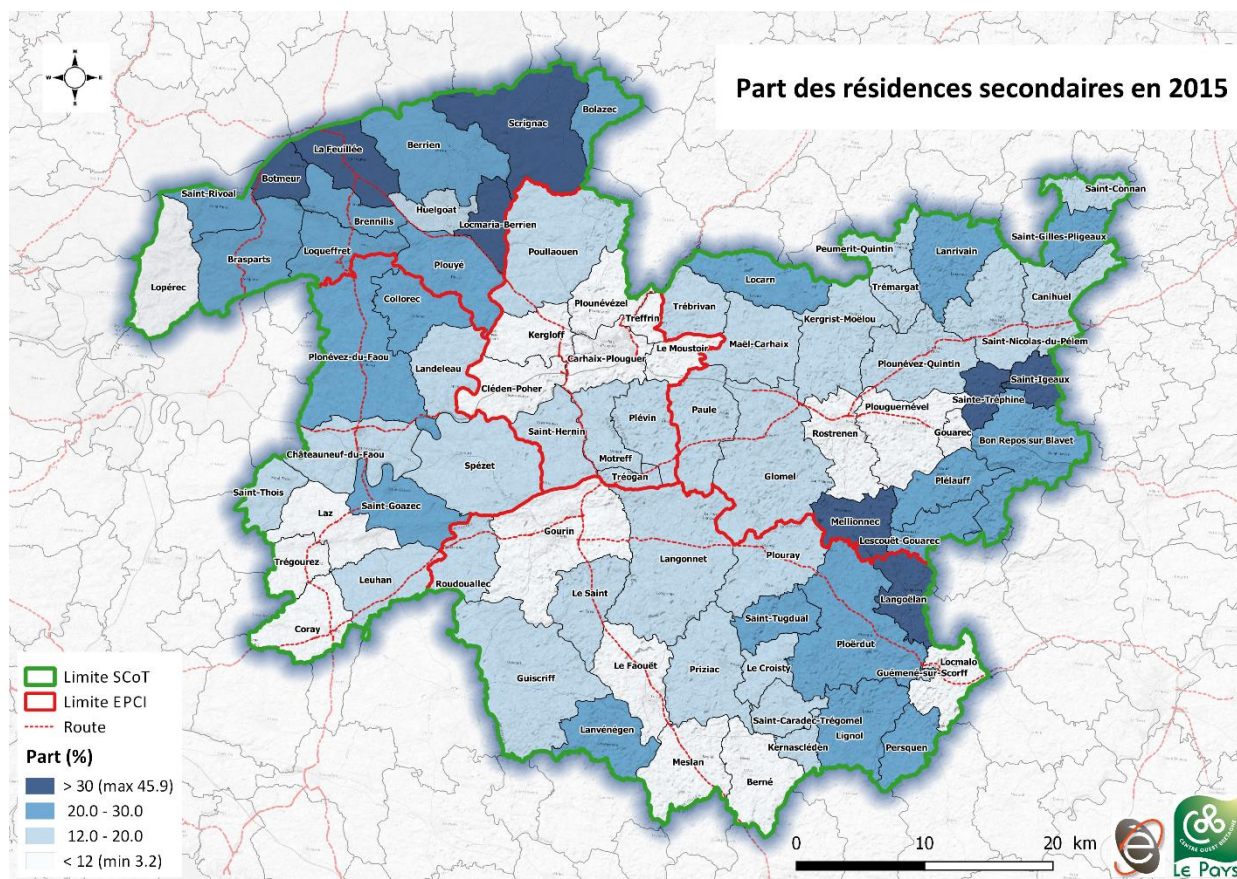 N
W
E
S
Part des résidences secondaires en 2015
Scrignac
Bolazec
La Feuillée
Berrien
Botmeur
Saint-Rivoal
Huelgoat
Brennilis
Locmaria-Berrien
Loqueffret
Brasparts
Plouyé
Lopérec
Poullaouen
Collorec
Plonévez-du-Faou
Landeleau
Plounévézel
Treffrin
Kergloff
Carhaix-Plouguer
Le Moustoir
Cléden-Poher
Trébrivan
Locarn
Peumerit-Quintin
Lanrivain
Saint-Connan
Saint-Gilles-Pligeaux
Trémargat
Canihuel
Kergrist-Moëlou
Maël-Carhaix
Saint-Nicolas-du-Pélem
Plounévez-Quintin
Saint-Igeaux
Sainte-Tréphine
Plouguernével
Gouarec
Rostrenen
Bon Repos sur Blavet
Paule
Plévin
Saint-Hernin
Motreff
Tréogan
Glomel
Plélauff
Mellionnec
Lescouët-Gouarec
Châteauneuf-du-Faou
Spézet
Saint-Thois
Saint-Goazec
Laz
Trégourez
Leuhan
Coray
Gourin
Roudouallec
Langonnet
Plouray
Le Saint
Langoëlan
Saint-Tugdual
Ploërdut
Le Faouët
Priziac
Le Croisty
Locmalo
Guémené-sur-Scorff
Guiscriff
Saint-Caradec-Trégomel
Lanvénégen
Lignol
Kernascléden
Persquen
Meslan
Berné
Limite SCoT
Limite EPCI
Route
Part (%)
> 30 (max 45.9)
20.0 - 30.0
12.0 - 20.0
< 12 (min 3.2)
0 10 20 km
CENTRE OUEST BRETAGNE
Le Pays